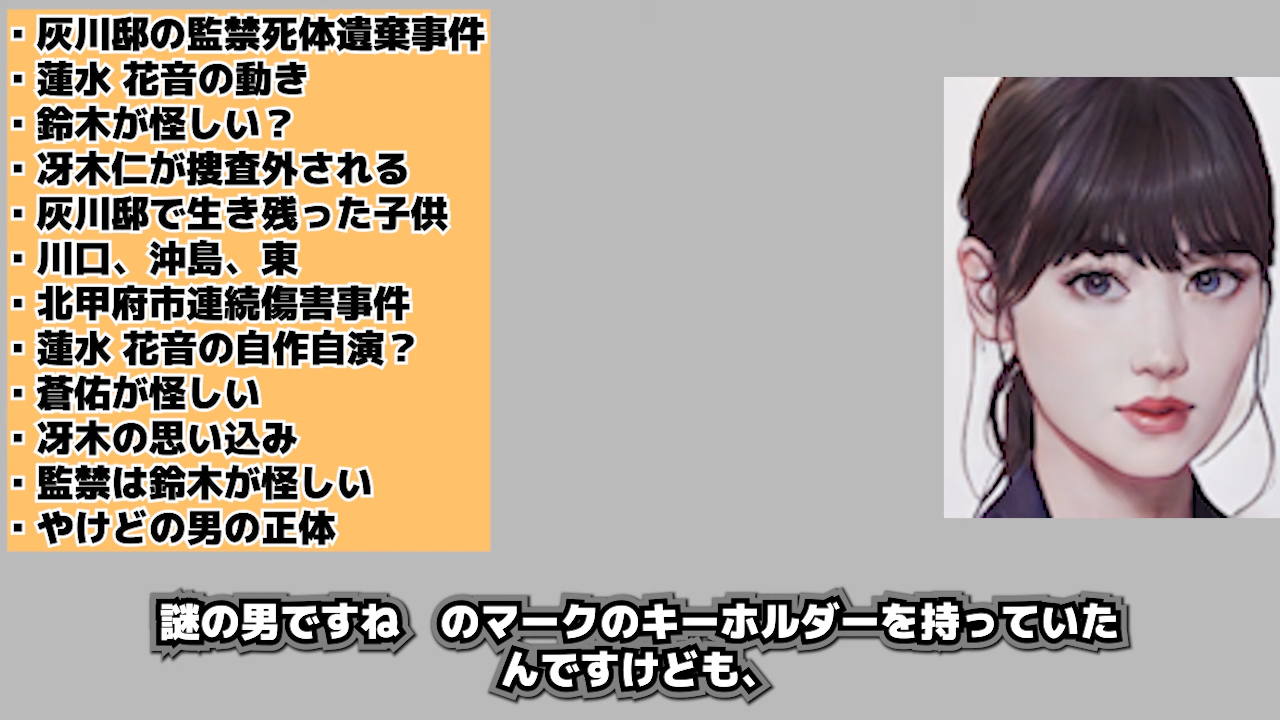 ・灰川邸の監禁死体遺棄事件
・蓮水 花音の動き
・鈴木が怪しい？
・冴木仁が捜査外される
・灰川邸で生き残った子供
・川口、沖島、東
・北甲府市連続傷害事件
・蓮水 花音の自作自演？
・蒼佑が怪しい
・冴木の思い込み
・監禁は鈴木が怪しい
・やけどの男の正体
謎の男ですね　のマークのキーホルダーを持っていた
んですけども、